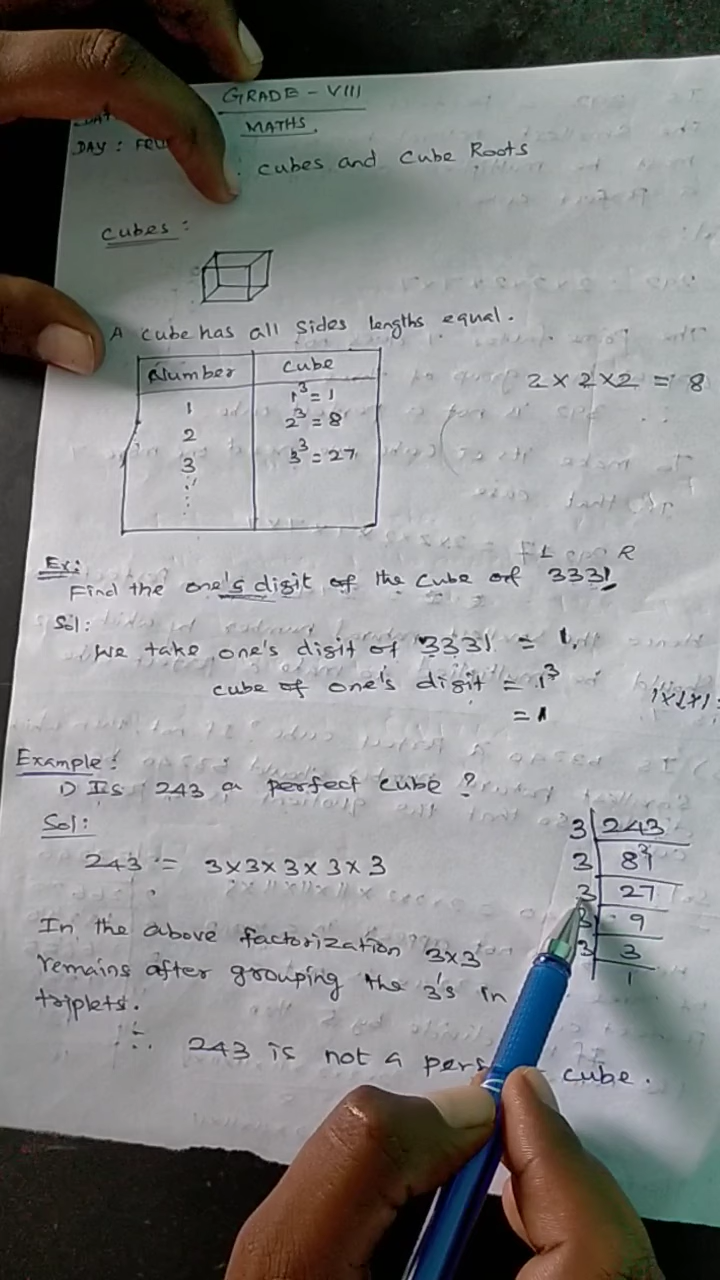 GRADE - VIII
MATHS
DAY :
cubes and Cube Roots
Cubes :
A cube has all Sides lengths equal.
Number Cube
1 1³ = 1
2 2³ = 8
3 3³ = 27
2 × 2 × 2 = 8
Ex:
Find the one's digit of the cube of 3331
Sol:
We take one's digit of 3331 = 1.
cube of one's digit = 1³
= 1
Example:
1) Is 243 a perfect cube ?
Sol:
243 = 3×3×3×3×3
3 243
3 81
3 27
3 9
3 3
1
In the above factorization 3×3
remains after grouping the 3's in
triplets.
∴ 243 is not a cube.